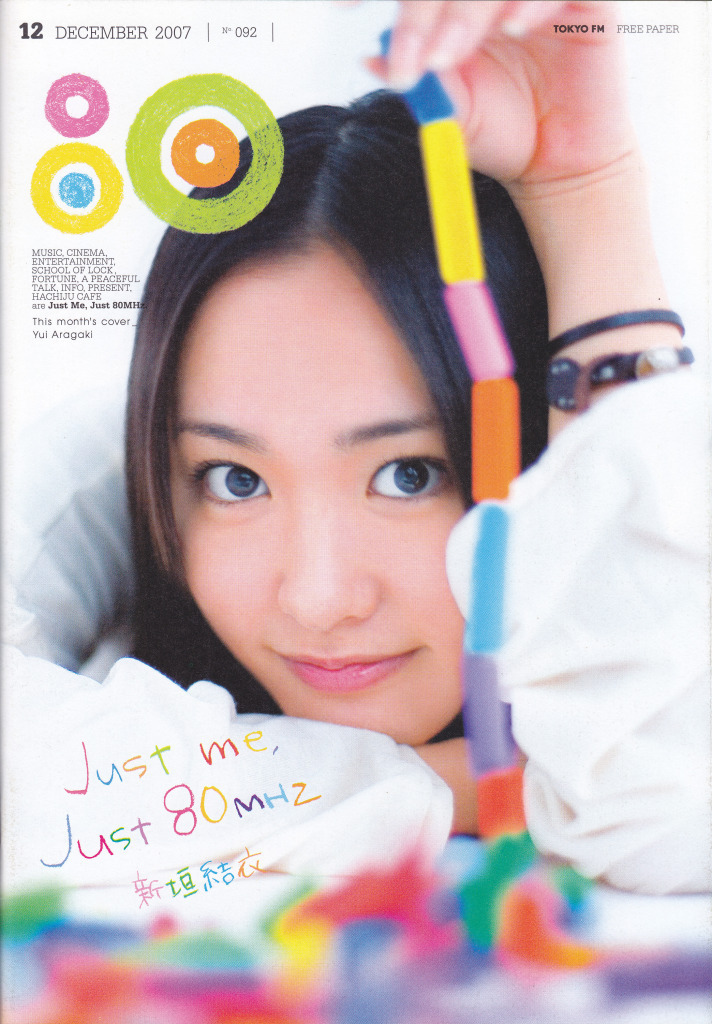 12 DECEMBER 2007 | Nº 092 |
TOKYO FM FREE PAPER
MUSIC, CINEMA,
ENTERTAINMENT,
SCHOOL OF LOCK,
FORTUNE, A PEACEFUL
TALK, INFO, PRESENT,
HACHIJU CAFE
are Just Me, Just 80MHz.
This month's cover_
Yui Aragaki
Just me,
Just 80MHZ
新垣結衣